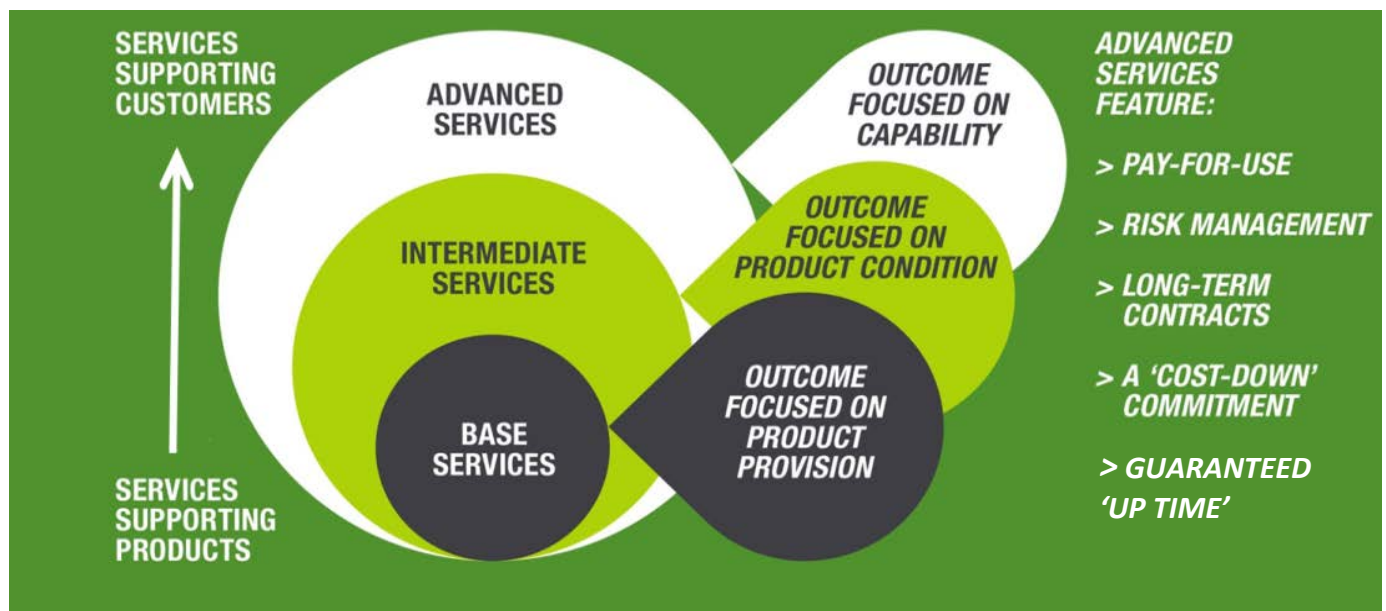 SERVICES
SUPPORTING
CUSTOMERS
SERVICES
SUPPORTING
PRODUCTS
ADVANCED
SERVICES
INTERMEDIATE
SERVICES
BASE
SERVICES
OUTCOME
FOCUSED ON
CAPABILITY
OUTCOME
FOCUSED ON
PRODUCT CONDITION
OUTCOME
FOCUSED ON
PRODUCT
PROVISION
ADVANCED
SERVICES
FEATURE:
> PAY-FOR-USE
> RISK MANAGEMENT
> LONG-TERM
CONTRACTS
> A ‘COST-DOWN’
COMMITMENT
> GUARANTEED
‘UP TIME’